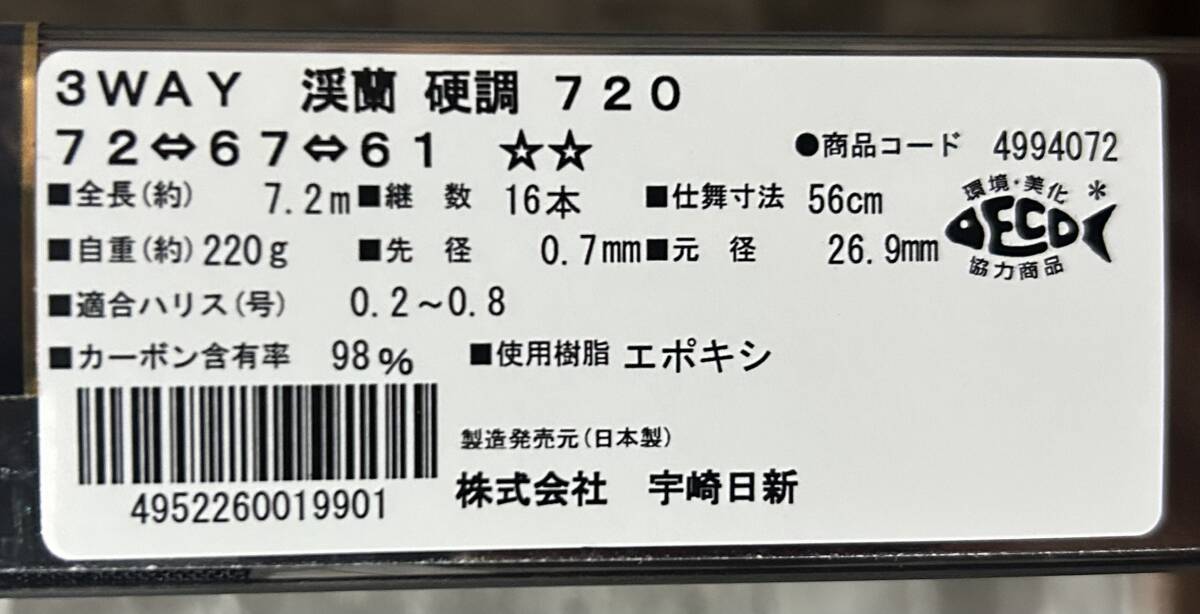 3WAY 渓蘭 硬調 720
72⇔67⇔61 ☆☆ ●商品コード 4994072
■全長(約) 7.2m ■継数 16本 ■仕舞寸法 56cm
■自重(約) 220g ■先径 0.7mm ■元径 26.9mm
環境・美化 *
ECO
協力商品
■適合ハリス(号) 0.2～0.8
■カーボン含有率 98% ■使用樹脂 エポキシ
製造発売元(日本製)
株式会社 宇崎日新
4952260019901